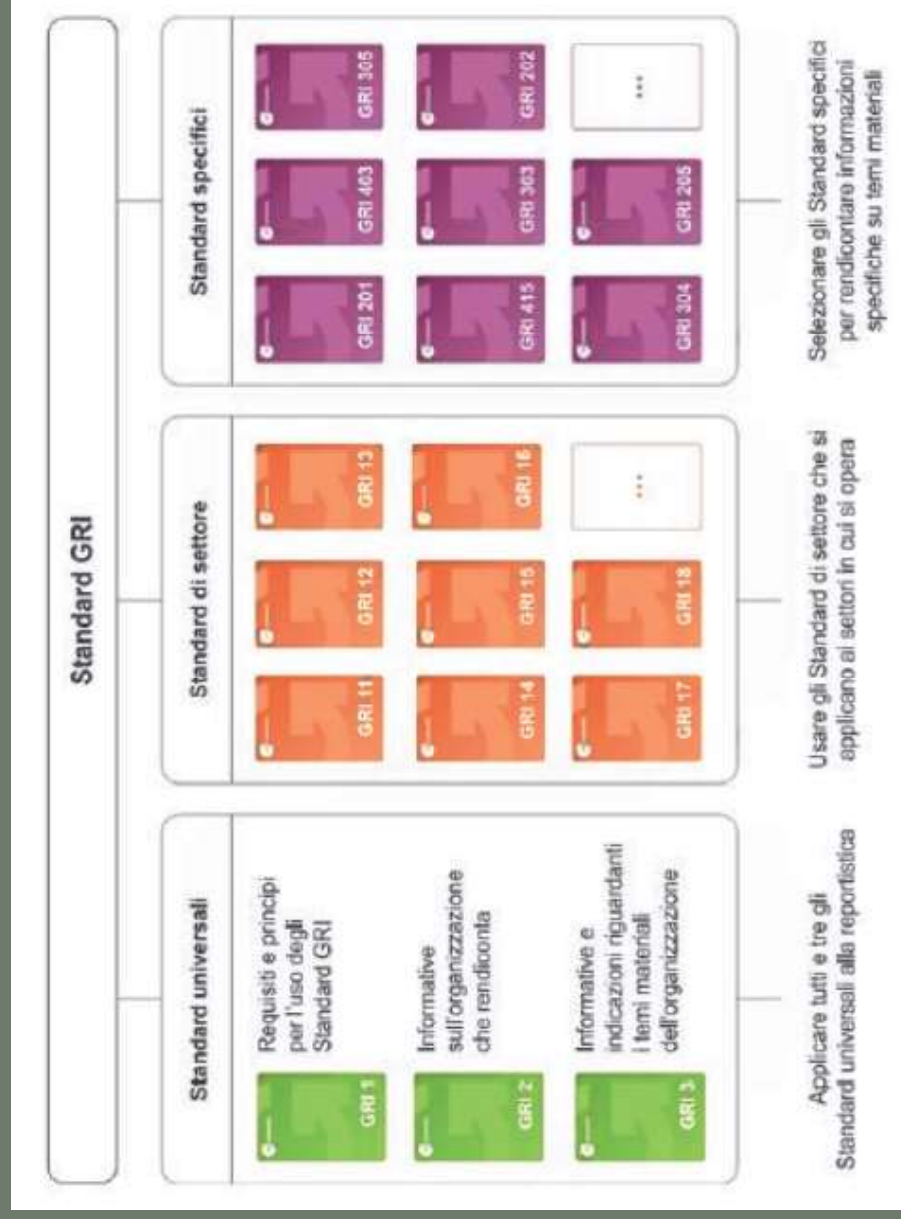 Standard GRI
Standard universali
GRI 1
Requisiti e principi
per l'uso degli
Standard GRI
GRI 2
Informative
sull'organizzazione
che rendiconta
GRI 3
Informative e
indicazioni riguardanti
i temi materiali
dell'organizzazione
Applicare tutti e tre gli
Standard universali alla reportistica
Standard di settore
GRI 11
GRI 12
GRI 13
GRI 14
GRI 15
GRI 16
GRI 17
GRI 18
...
Usare gli Standard di settore che si
applicano ai settori in cui si opera
Standard specifici
GRI 201
GRI 403
GRI 305
GRI 415
GRI 303
GRI 202
GRI 304
GRI 205
...
Selezionare gli Standard specifici
per rendicontare informazioni
specifiche su temi materiali